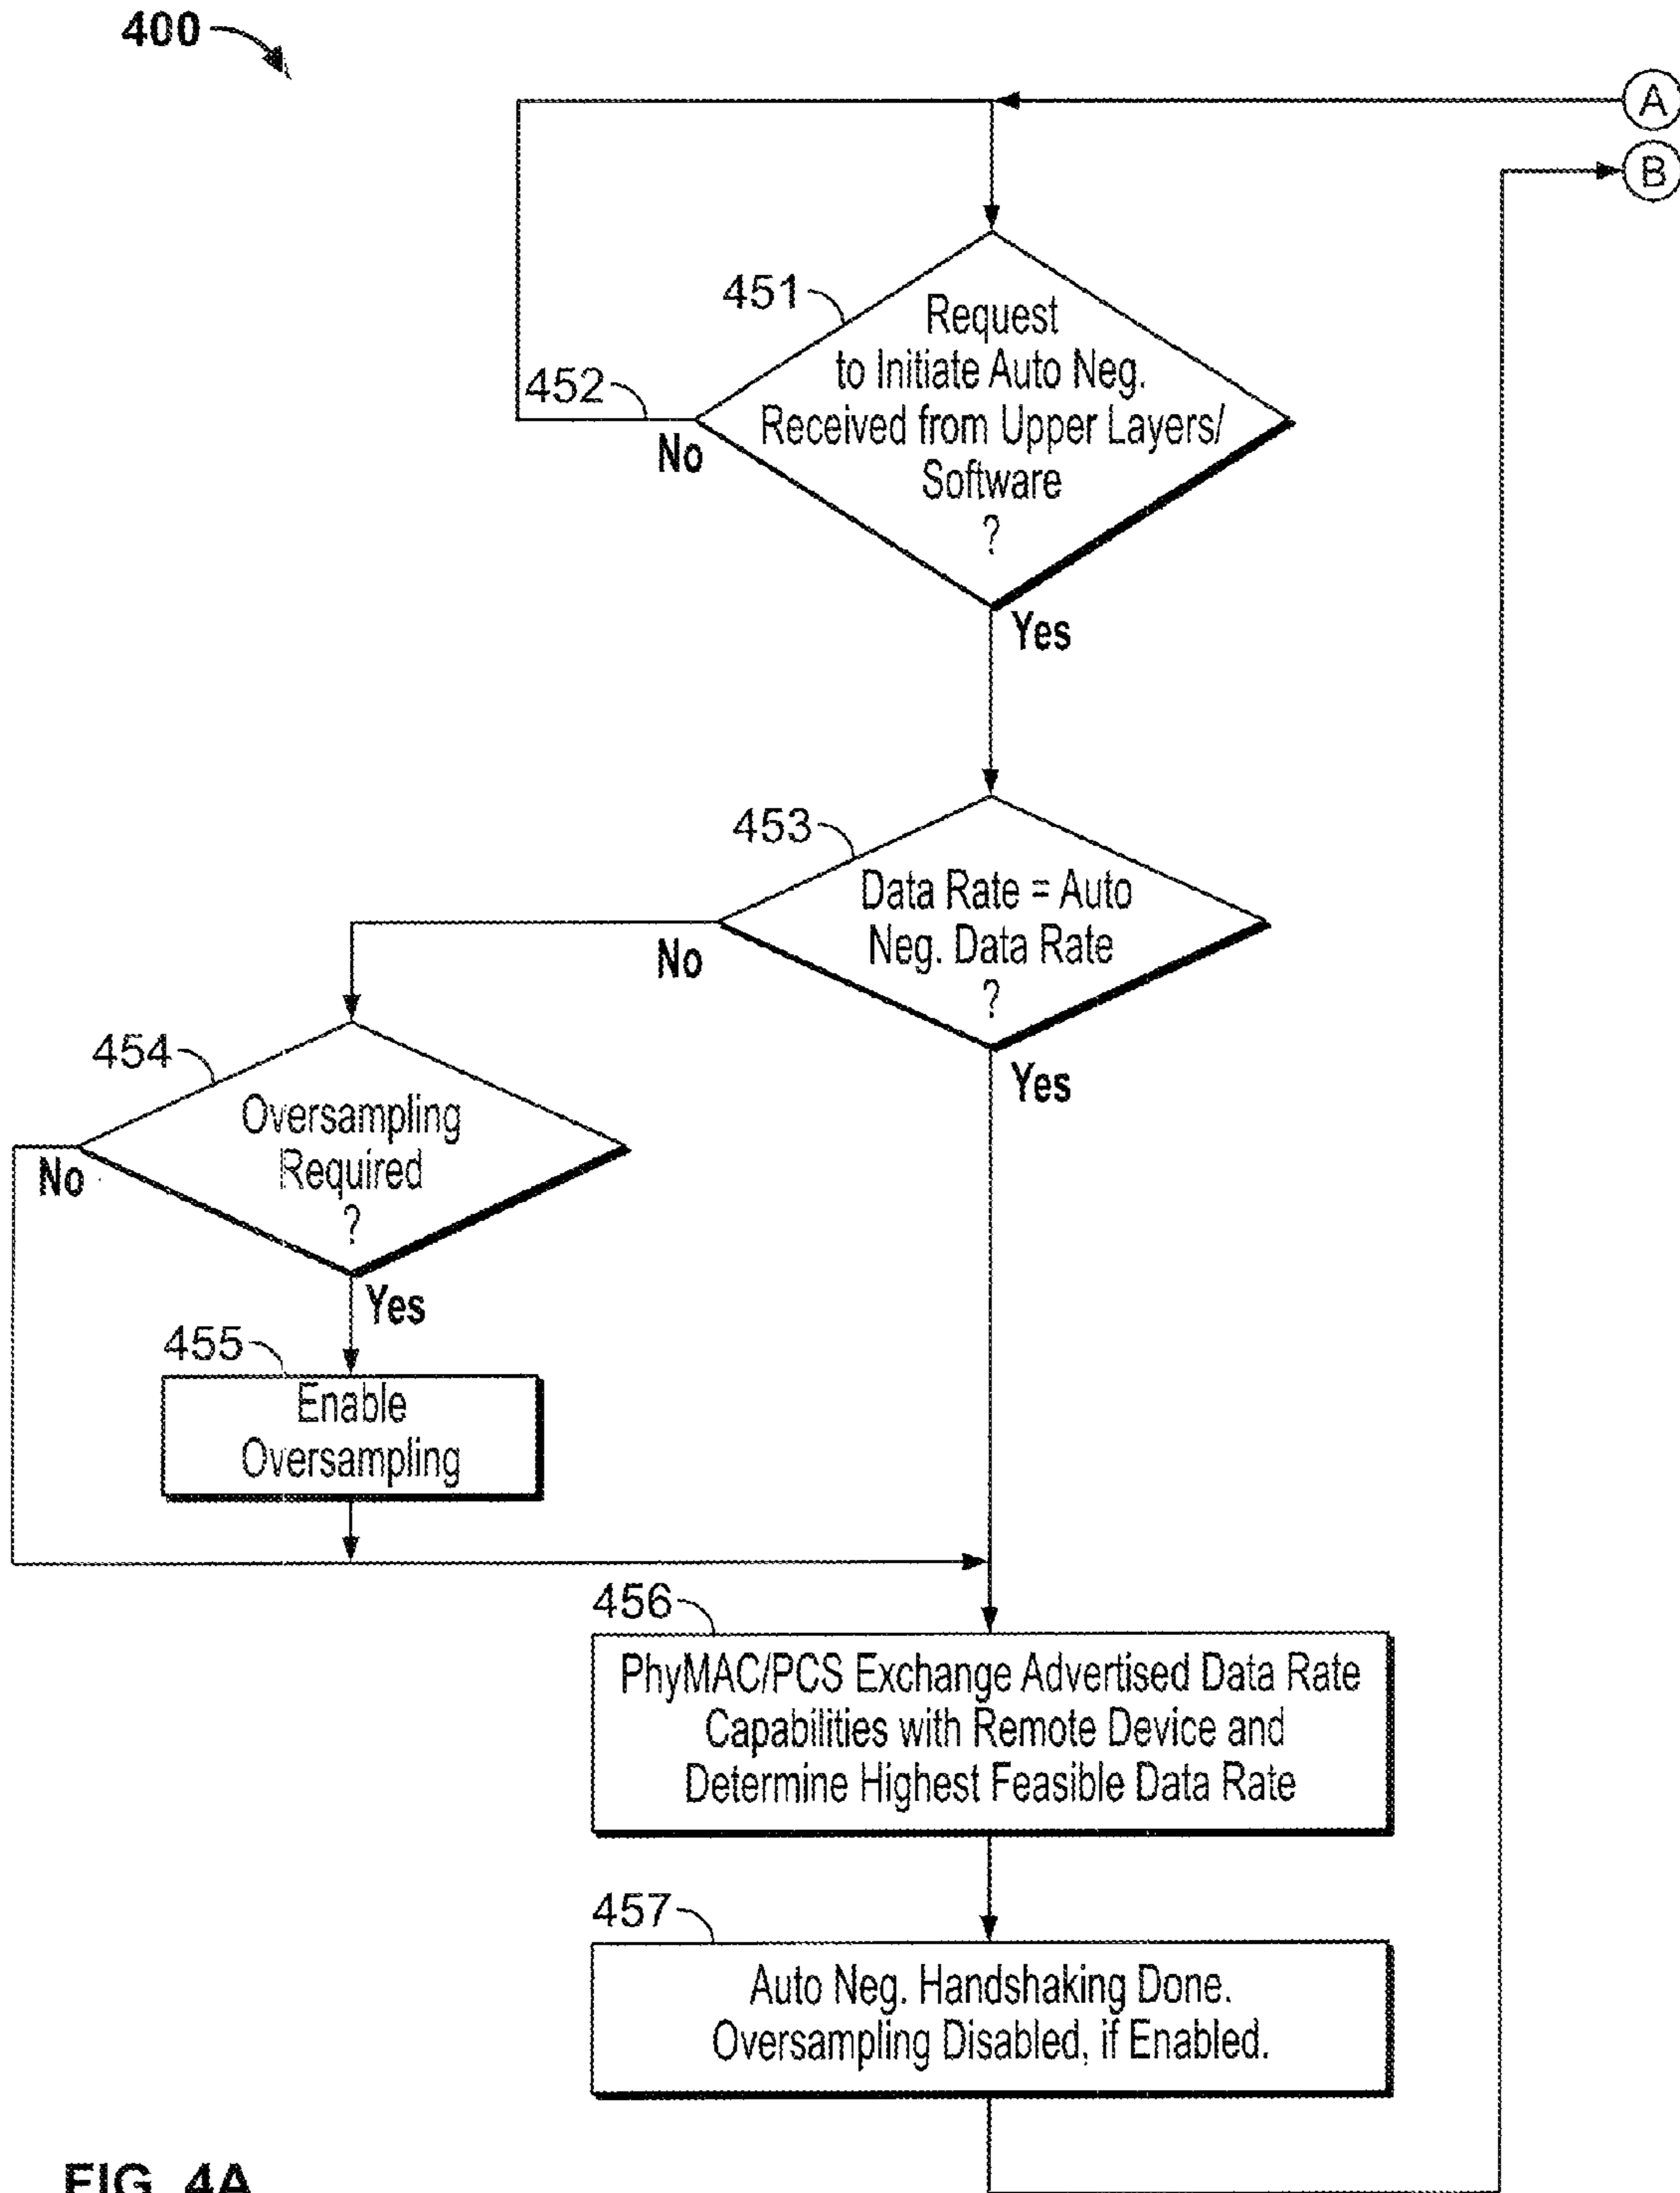 400
A
B
451
Request
to Initiate Auto Neg.
Received from Upper Layers/
Software
?
452
No
Yes
453
Data Rate = Auto
Neg. Data Rate
?
No
Yes
454
Oversampling
Required
?
No
Yes
455
Enable
Oversampling
456
PhyMAC/PCS Exchange Advertised Data Rate
Capabilities with Remote Device and
Determine Highest Feasible Data Rate
457
Auto Neg. Handshaking Done.
Oversampling Disabled, if Enabled.
FIG. 4A